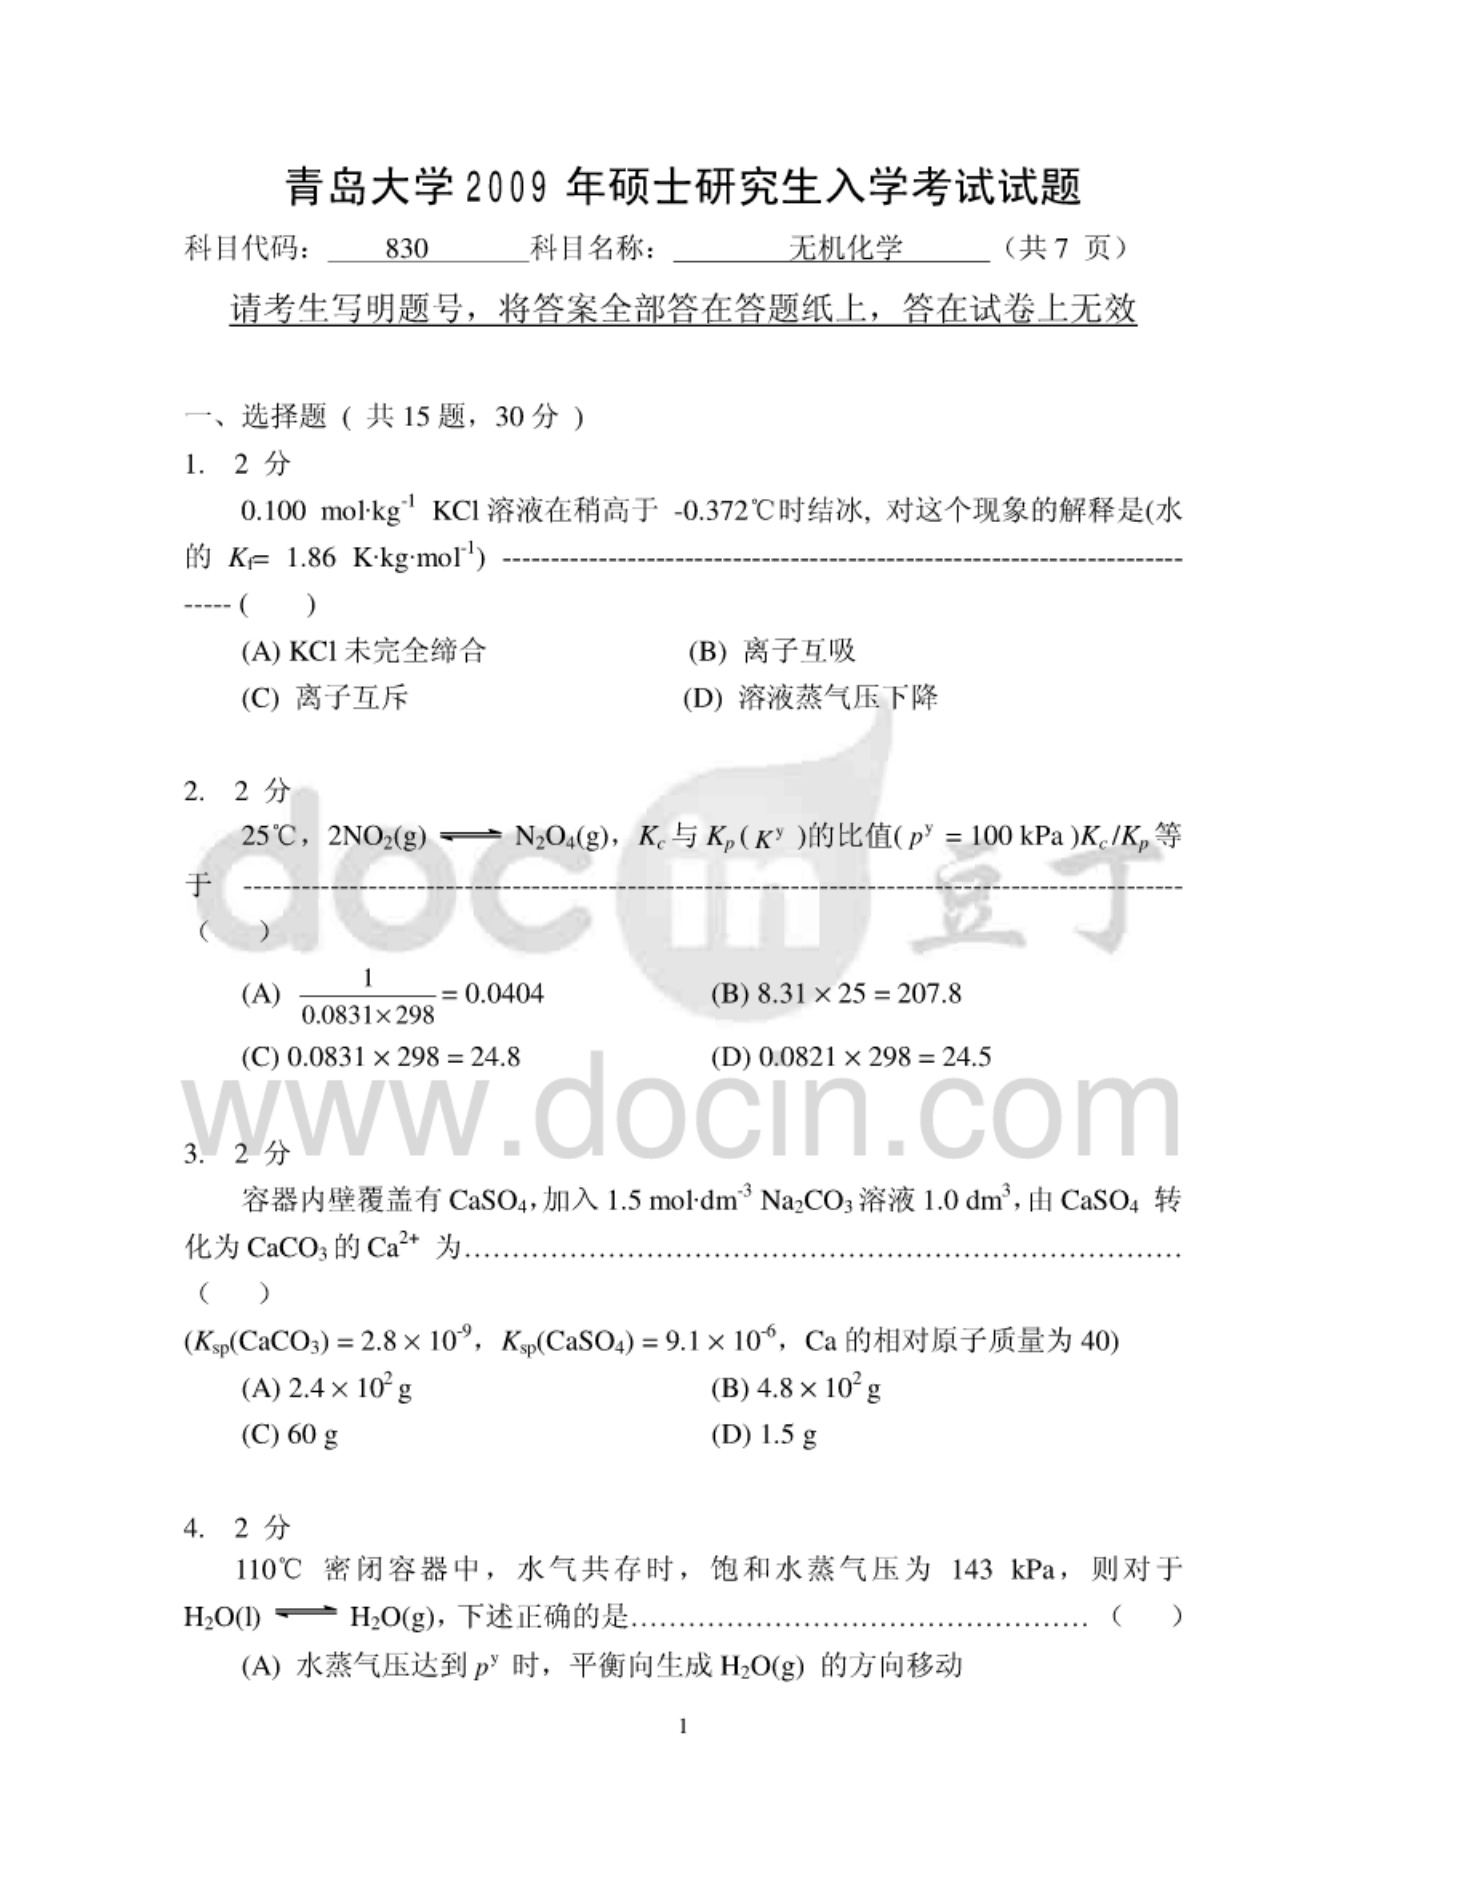 青岛大学 2009 年硕士研究生入学考试试题
科目代码： 830 科目名称： 无机化学 （共 7 页）
请考生写明题号，将答案全部答在答题纸上，答在试卷上无效
一、选择题 ( 共 15 题，30 分 )
1. 2 分
0.100 mol·kg⁻¹ KCl 溶液在稍高于 -0.372℃时结冰, 对这个现象的解释是(水
的 Kf= 1.86 K·kg·mol⁻¹) -----------------------------------------------------------------------
----- ( )
(A) KCl 未完全缔合 (B) 离子互吸
(C) 离子互斥 (D) 溶液蒸气压下降
2. 2 分
25℃，2NO₂(g) ⇌ N₂O₄(g)，Kc 与 Kp ( Kʸ )的比值( pʸ = 100 kPa )Kc /Kp 等
于 --------------------------------------------------------------------------------------------------
（ ）
(A) 1/(0.0831×298) = 0.0404 (B) 8.31 × 25 = 207.8
(C) 0.0831 × 298 = 24.8 (D) 0.0821 × 298 = 24.5
3. 2 分
容器内壁覆盖有 CaSO₄，加入 1.5 mol·dm⁻³ Na₂CO₃ 溶液 1.0 dm³，由 CaSO₄ 转
化为 CaCO₃ 的 Ca²⁺ 为…………………………………………………………………
（ ）
(Ksp(CaCO₃) = 2.8 × 10⁻⁹，Ksp(CaSO₄) = 9.1 × 10⁻⁶，Ca 的相对原子质量为 40)
(A) 2.4 × 10² g (B) 4.8 × 10² g
(C) 60 g (D) 1.5 g
4. 2 分
110℃ 密闭容器中，水气共存时，饱和水蒸气压为 143 kPa，则对于
H₂O(l) ⇌ H₂O(g)，下述正确的是………………………………………… （ ）
(A) 水蒸气压达到 pʸ 时，平衡向生成 H₂O(g) 的方向移动
1
docin 豆丁
www.docin.com